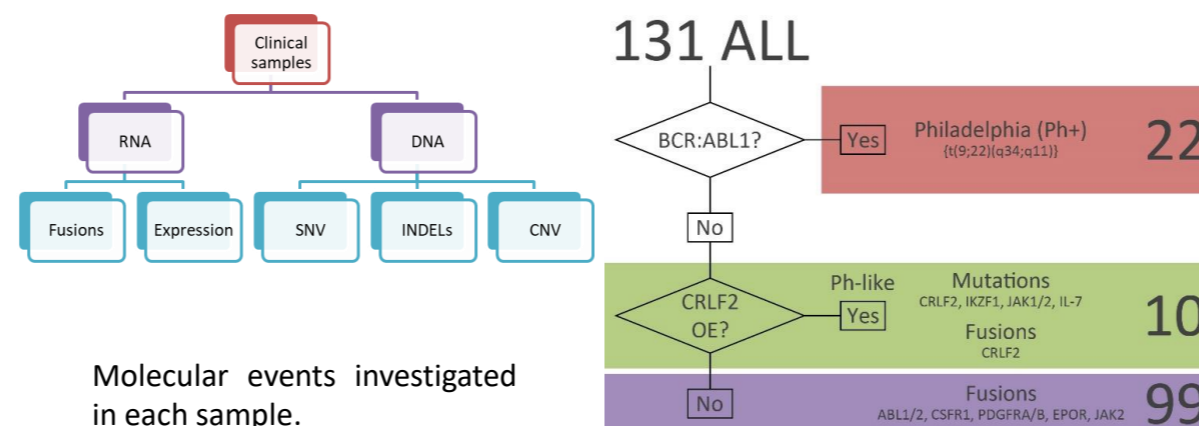 Clinical
samples
RNA
DNA
Fusions
Expression
SNV
INDELs
CNV
Molecular events investigated
in each sample.
131 ALL
BCR:ABL1?
Yes
Philadelphia (Ph+)
{t(9;22)(q34;q11)}
22
No
CRLF2
OE?
Ph-like
Yes
Mutations
CRLF2, IKZF1, JAK1/2, IL-7
Fusions
CRLF2
10
No
Fusions
ABL1/2, CSFR1, PDGFRA/B, EPOR, JAK2
99